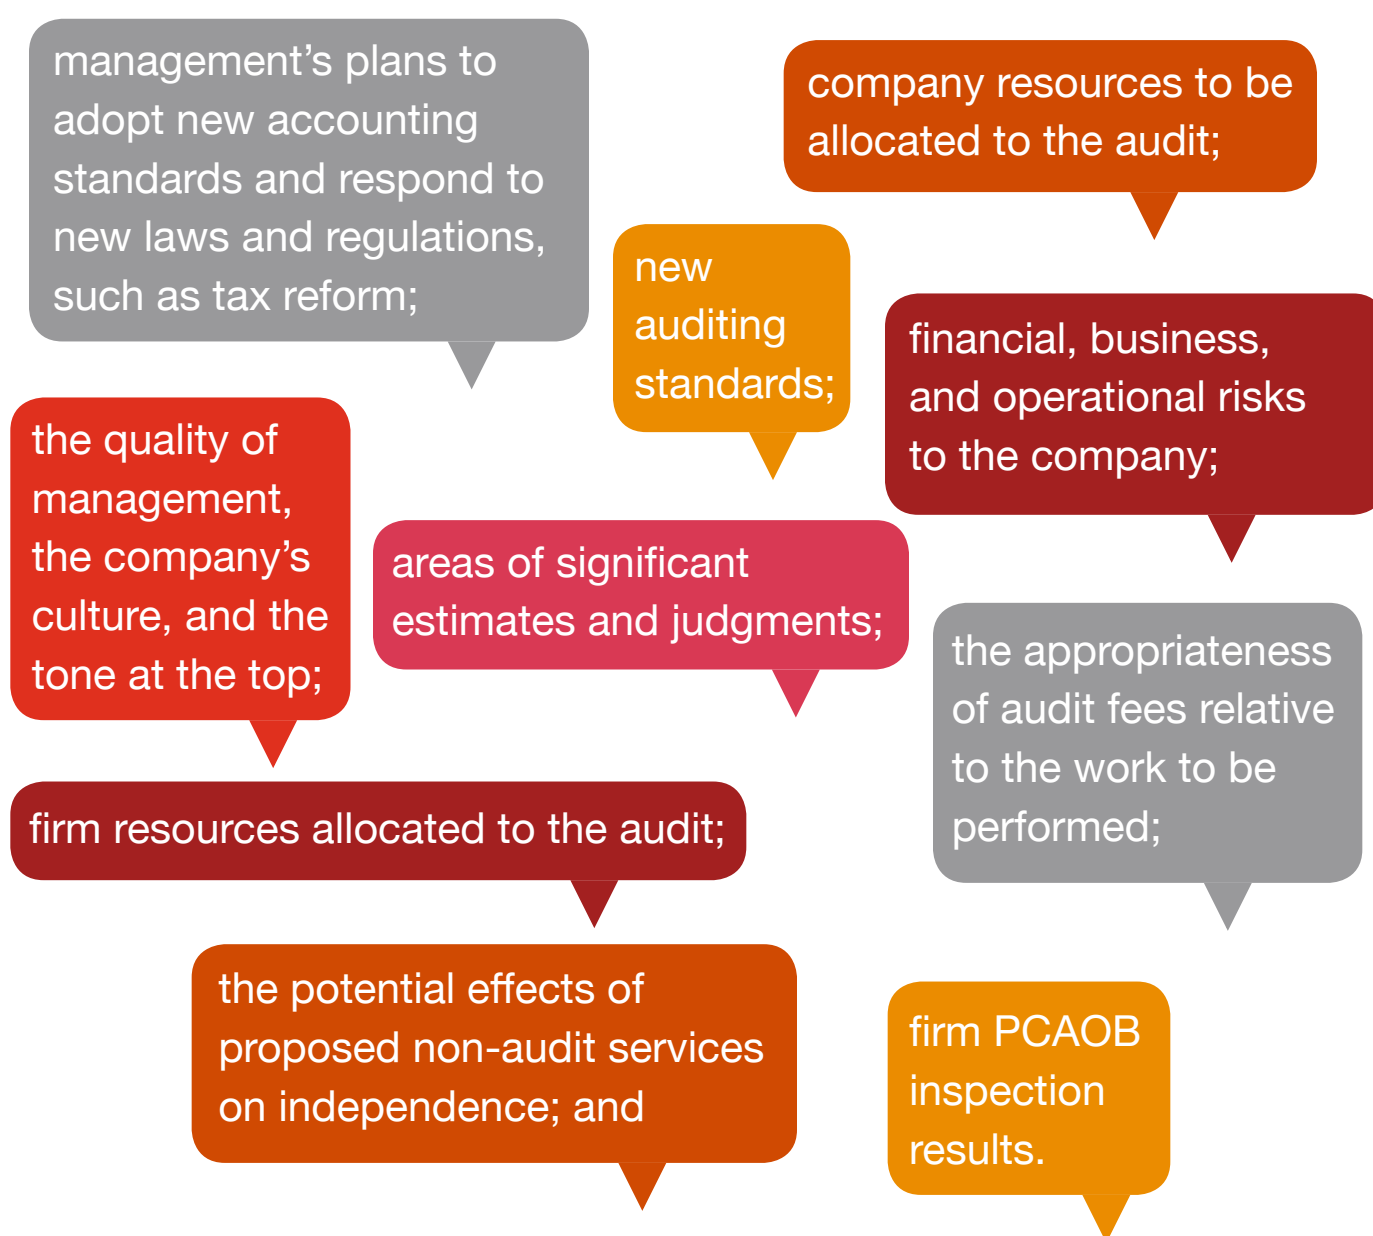 management’s plans to
adopt new accounting
standards and respond to
new laws and regulations,
such as tax reform;
company resources to be
allocated to the audit;
new
auditing
standards;
financial, business,
and operational risks
to the company;
the quality of
management,
the company’s
culture, and the
tone at the top;
areas of significant
estimates and judgments;
the appropriateness
of audit fees relative
to the work to be
performed;
firm resources allocated to the audit;
the potential effects of
proposed non-audit services
on independence; and
firm PCAOB
inspection
results.